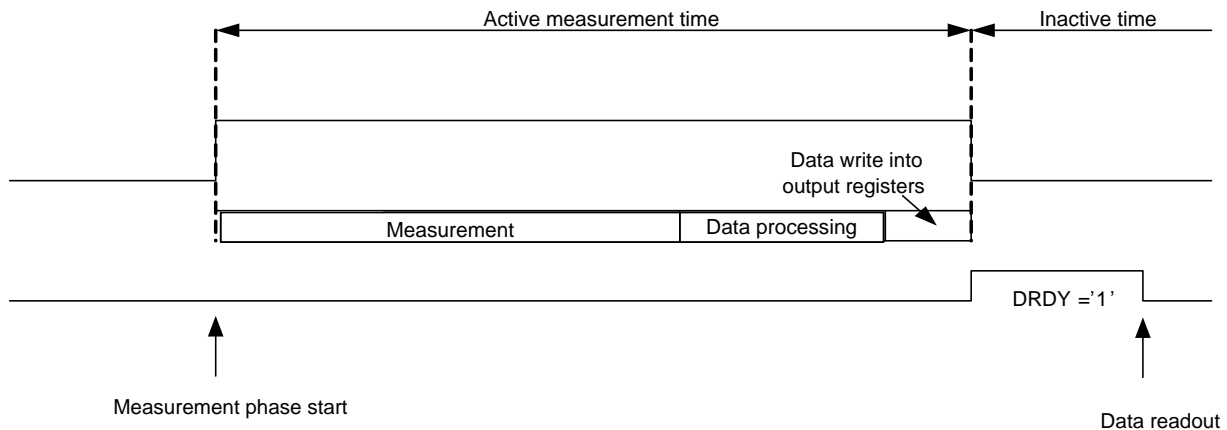 Active measurement time
Inactive time
Data write into
output registers
Measurement
Data processing
DRDY ='1'
Measurement phase start
Data readout